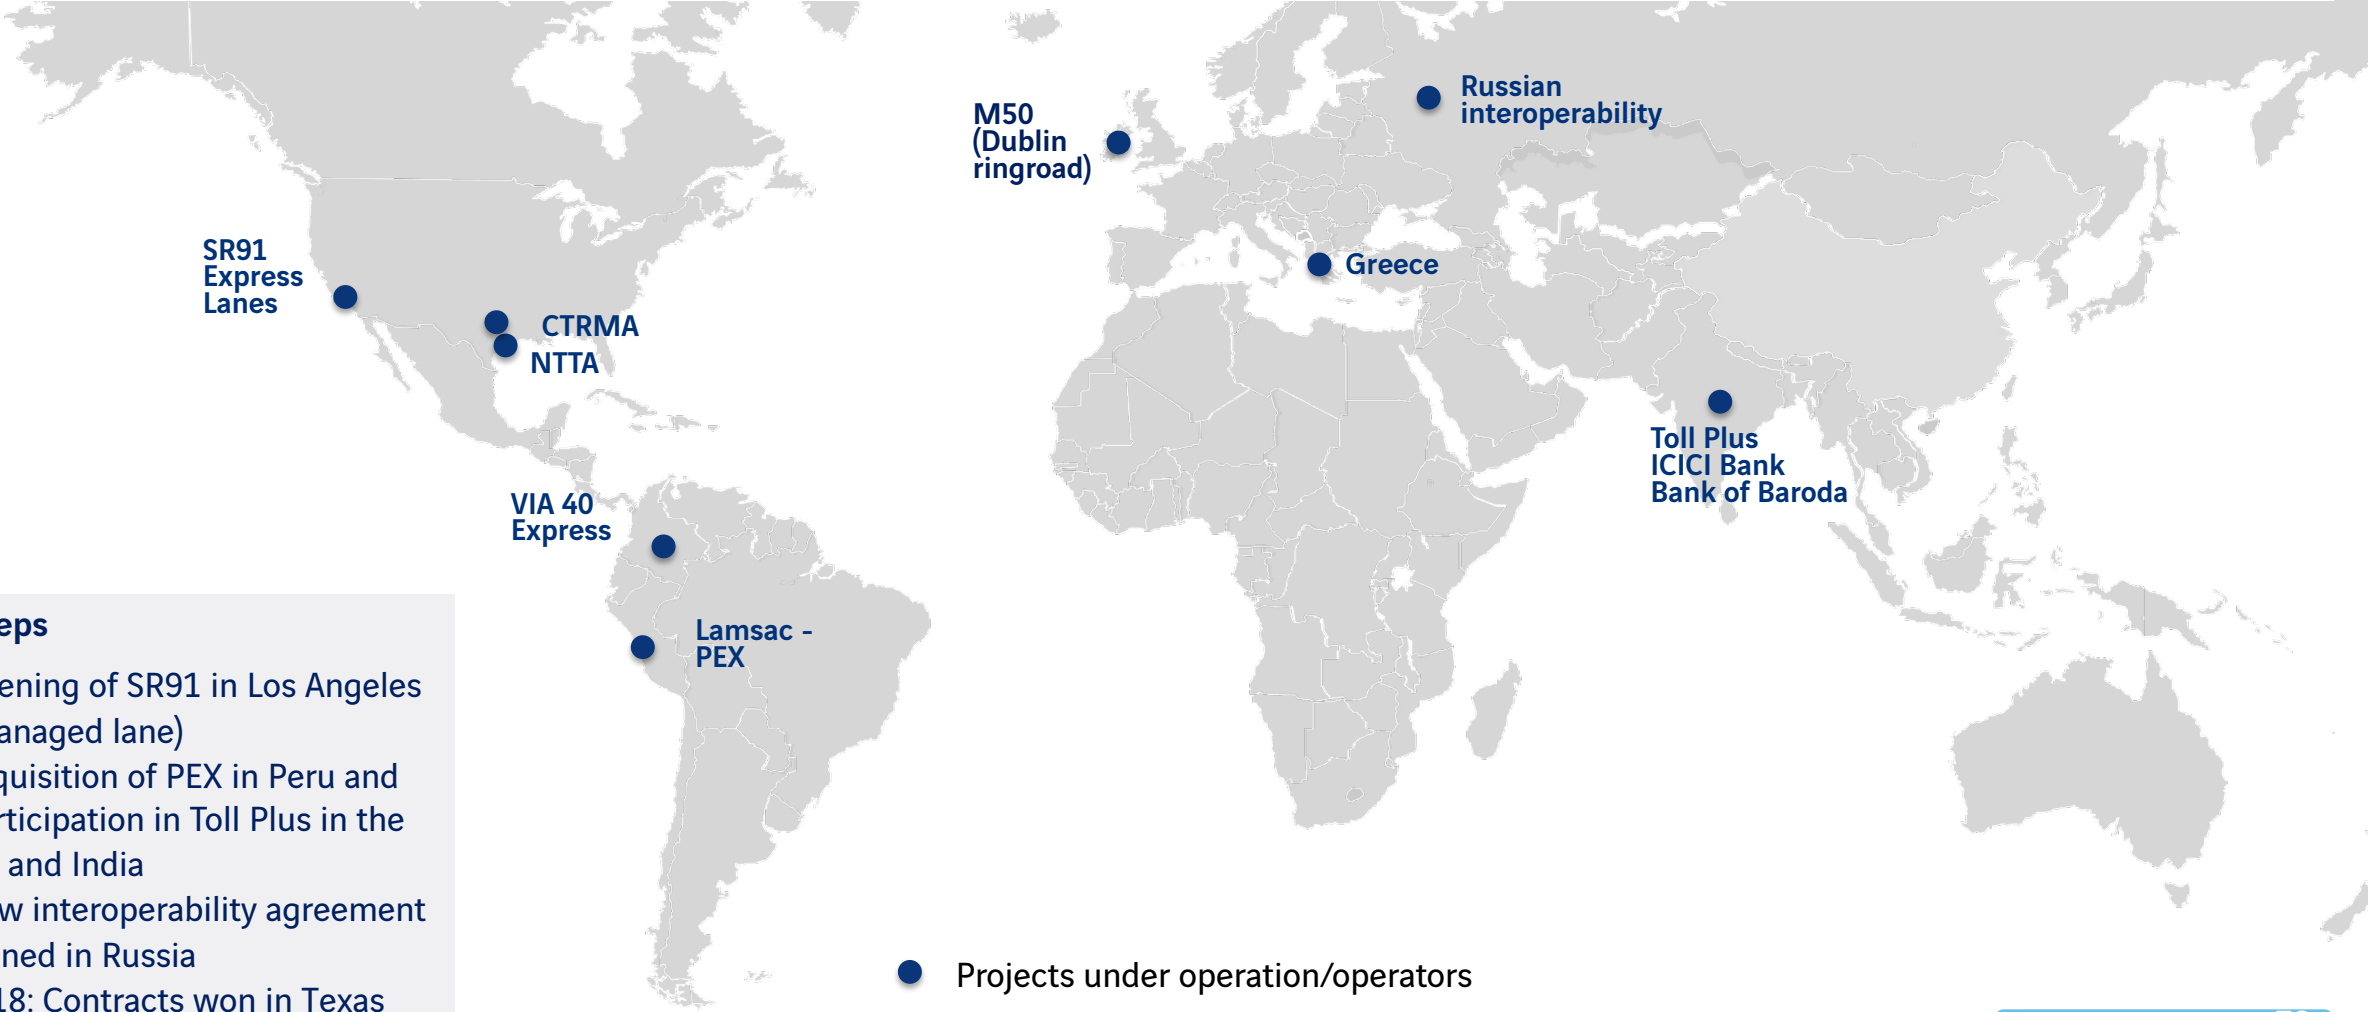 Russian
interoperability
M50
(Dublin
ringroad)
SR91
Express
Lanes
Greece
CTRMA
NTTA
Toll Plus
ICICI Bank
Bank of Baroda
VIA 40
Express
Lamsac -
PEX
eps
ening of SR91 in Los Angeles
anaged lane)
quisition of PEX in Peru and
rticipation in Toll Plus in the
and India
w interoperability agreement
ned in Russia
18: Contracts won in Texas
Projects under operation/operators